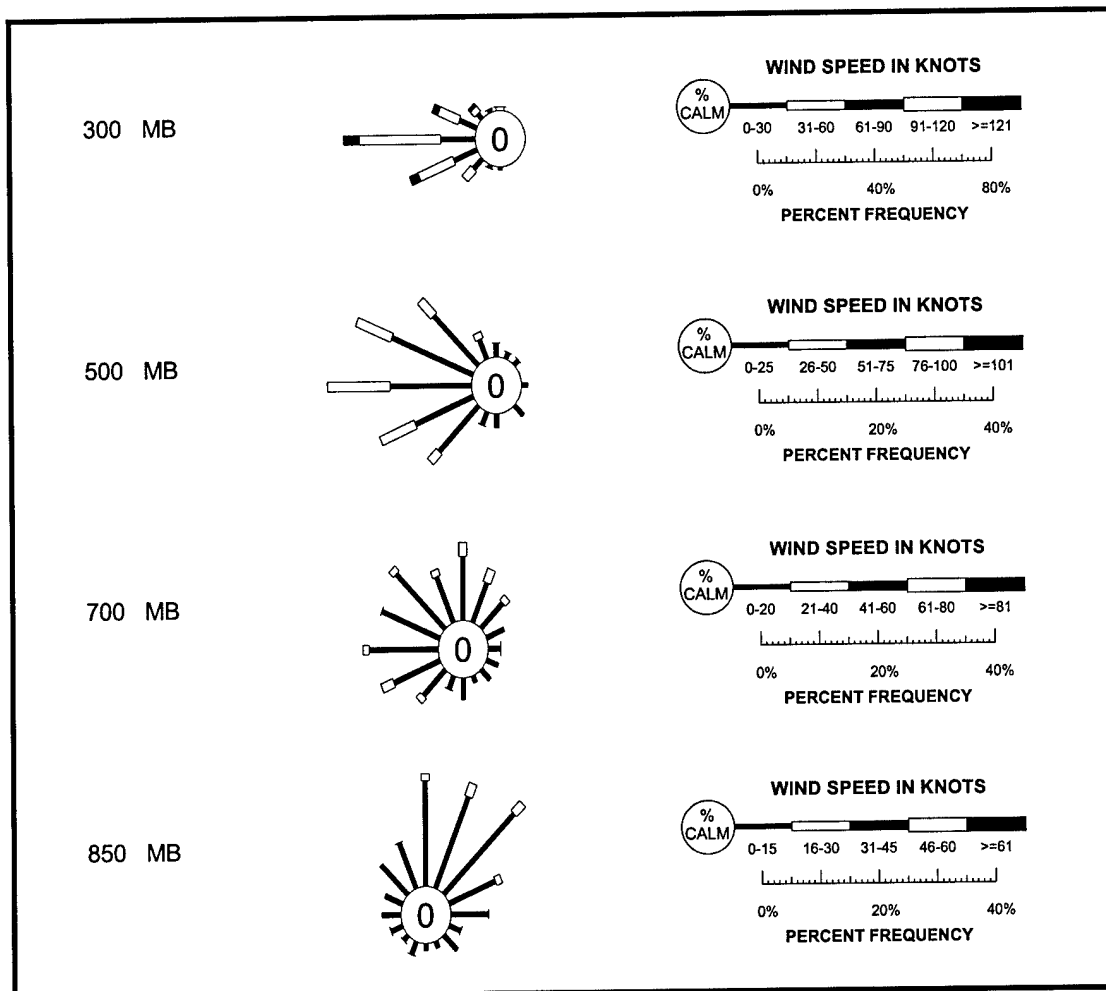 300 MB
0
WIND SPEED IN KNOTS
% CALM
0-30 31-60 61-90 91-120 >=121
0% 40% 80%
PERCENT FREQUENCY
500 MB
0
WIND SPEED IN KNOTS
% CALM
0-25 26-50 51-75 76-100 >=101
0% 20% 40%
PERCENT FREQUENCY
700 MB
0
WIND SPEED IN KNOTS
% CALM
0-20 21-40 41-60 61-80 >=81
0% 20% 40%
PERCENT FREQUENCY
850 MB
0
WIND SPEED IN KNOTS
% CALM
0-15 16-30 31-45 46-60 >=61
0% 20% 40%
PERCENT FREQUENCY